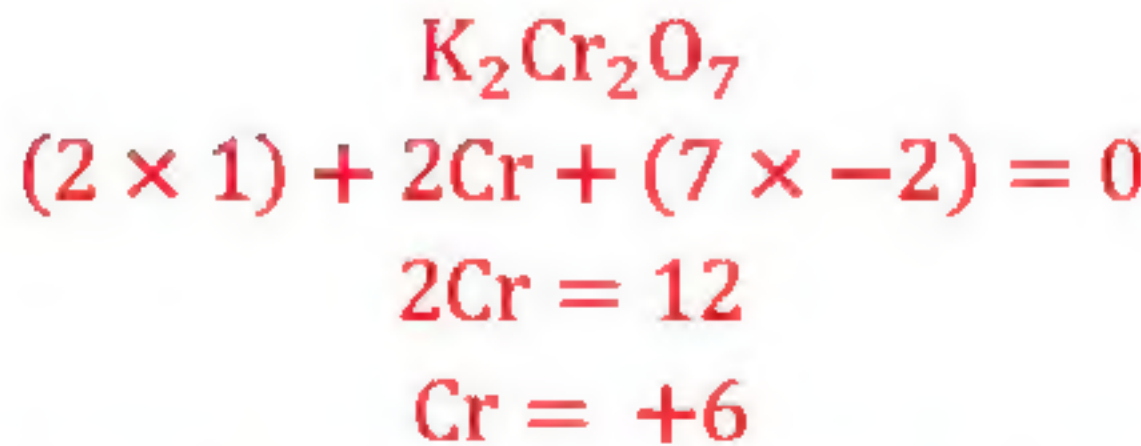 K₂Cr₂O₇
(2 × 1) + 2Cr + (7 × −2) = 0
2Cr = 12
Cr = +6